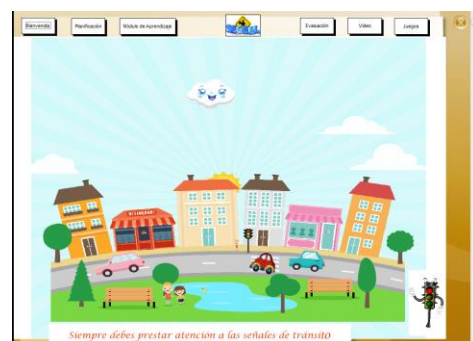 Bienvenida
Planificación
Módulo de Aprendizaje
Evaluación
Video
Juegos
RESTAURANT
Siempre debes prestar atención a las señales de tránsito